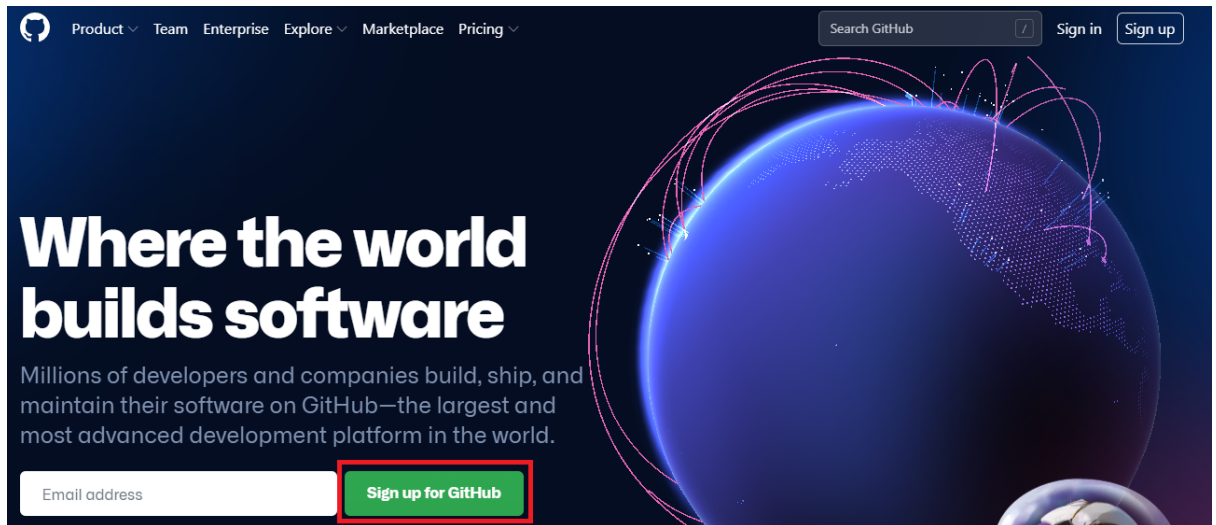 Product Team Enterprise Explore Marketplace Pricing Search GitHub / Sign in Sign up
Where the world
builds software
Millions of developers and companies build, ship, and
maintain their software on GitHub—the largest and
most advanced development platform in the world.
Email address Sign up for GitHub